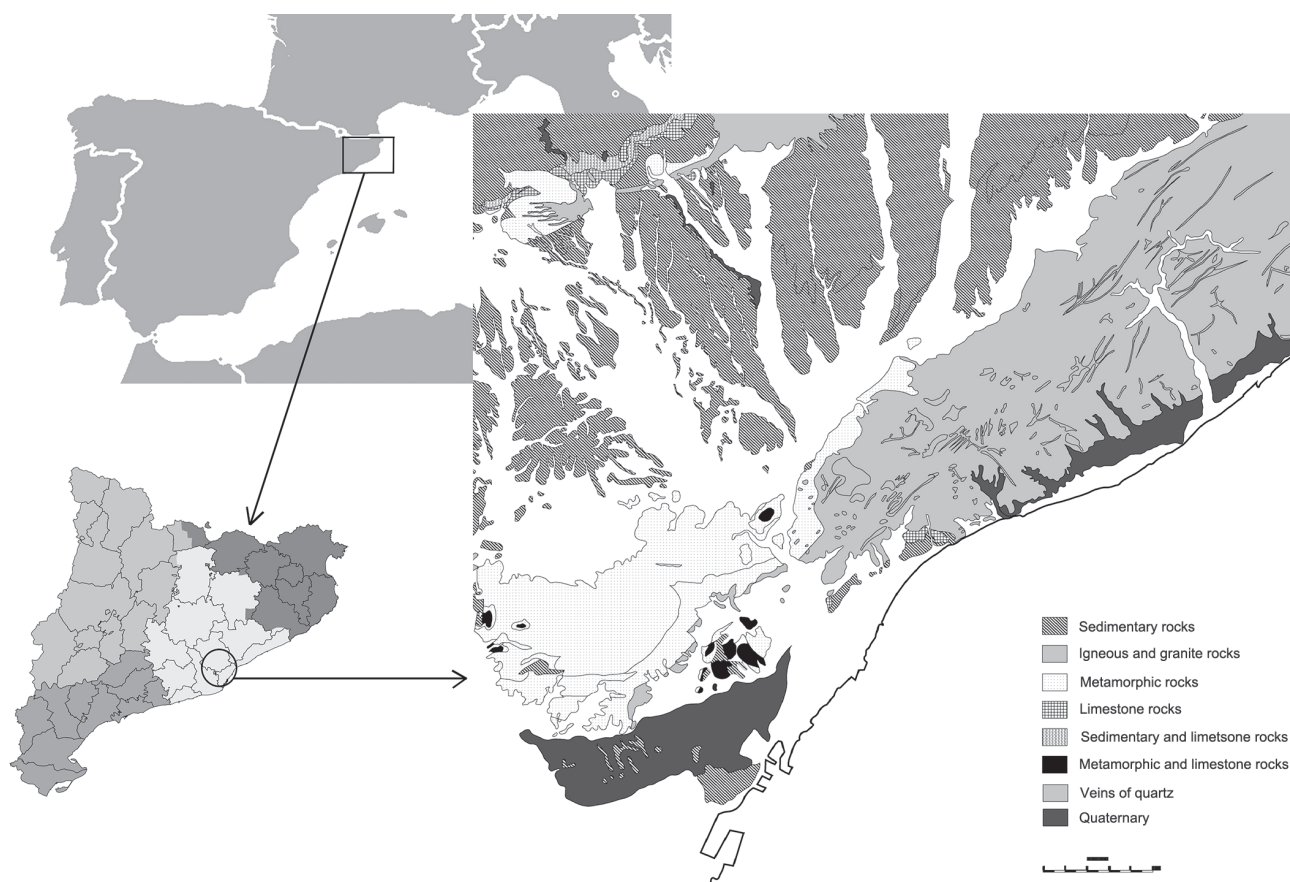 Sedimentary rocks
Igneous and granite rocks
Metamorphic rocks
Limestone rocks
Sedimentary and limetsone rocks
Metamorphic and limestone rocks
Veins of quartz
Quaternary